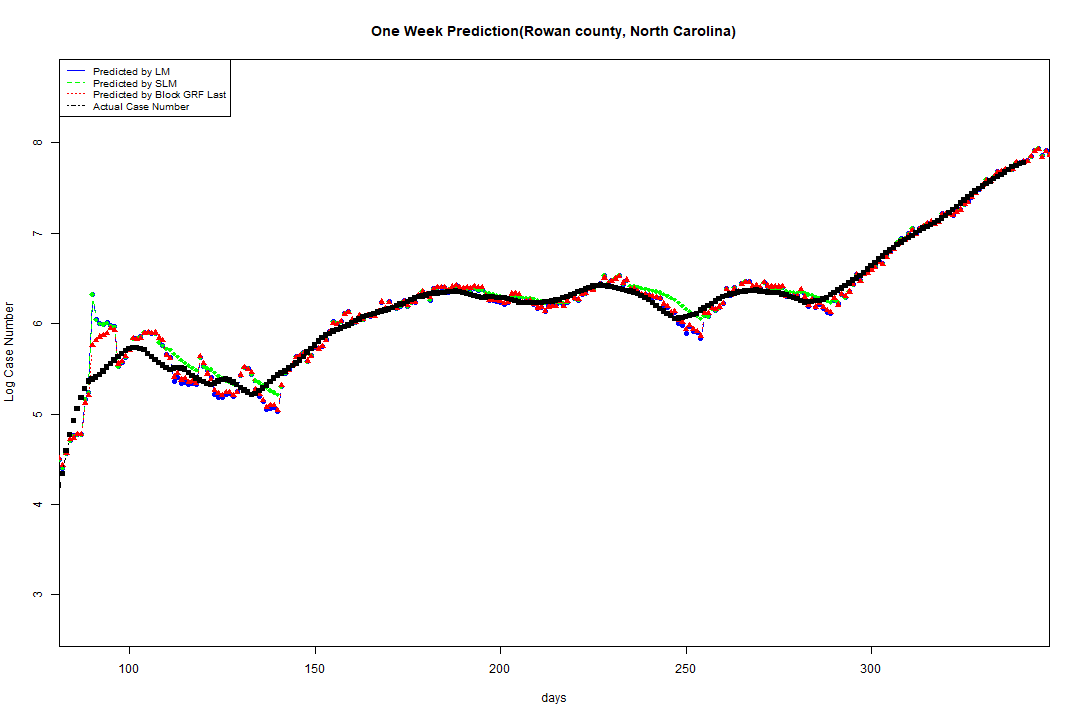 One Week Prediction(Rowan county, North Carolina)
Predicted by LM
Predicted by SLM
Predicted by Block GRF Last
Actual Case Number
8
7
6
5
4
3
Log Case Number
100 150 200 250 300
days